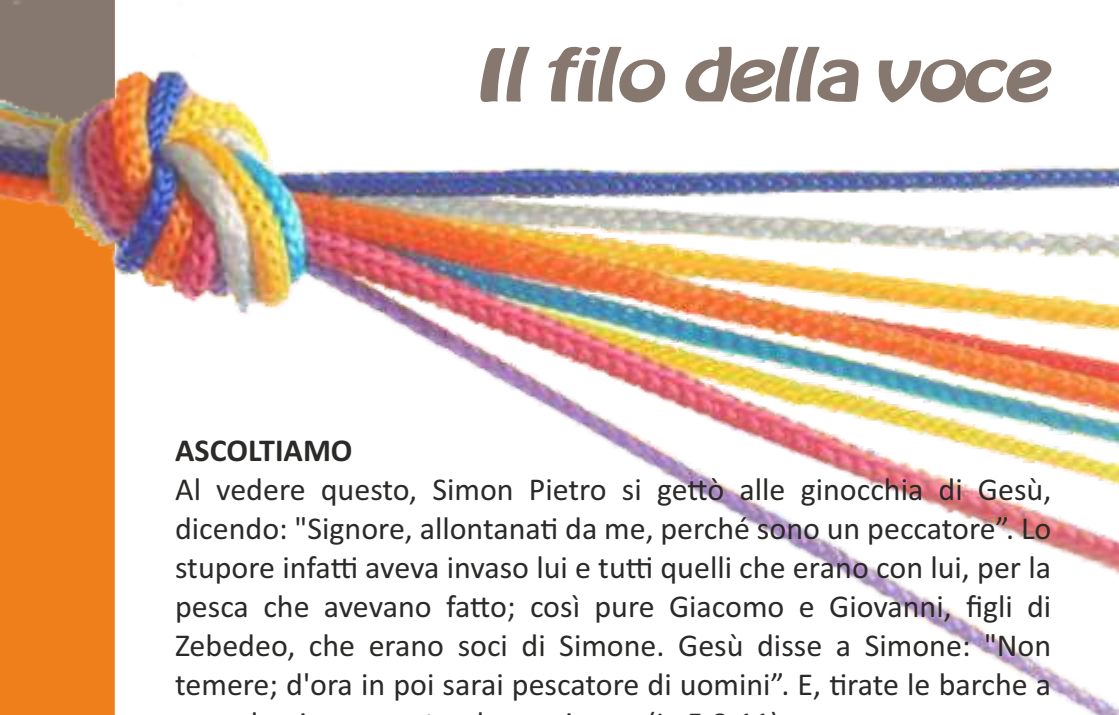 Il filo della voce
ASCOLTIAMO
Al vedere questo, Simon Pietro si gettò alle ginocchia di Gesù,
dicendo: "Signore, allontanati da me, perché sono un peccatore”. Lo
stupore infatti aveva invaso lui e tutti quelli che erano con lui, per la
pesca che avevano fatto; così pure Giacomo e Giovanni, figli di
Zebedeo, che erano soci di Simone. Gesù disse a Simone: "Non
temere; d'ora in poi sarai pescatore di uomini”. E, tirate le barche a